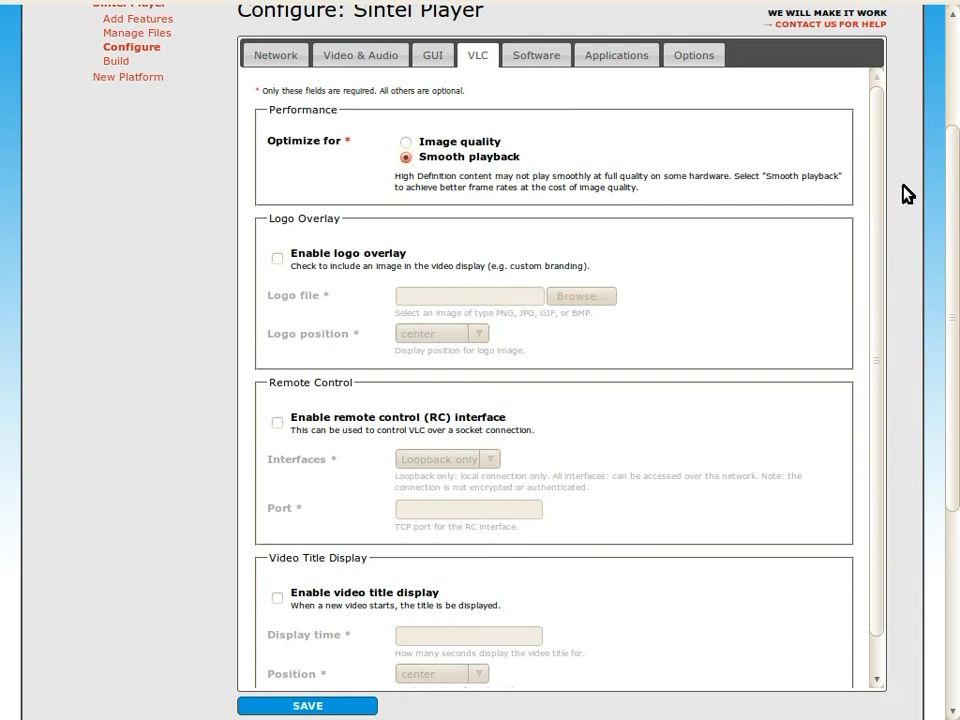 Sintel Player
Add Features
Manage Files
Configure
Build
New Platform
Configure: Sintel Player
WE WILL MAKE IT WORK
→ CONTACT US FOR HELP
Network
Video & Audio
GUI
VLC
Software
Applications
Options
* Only these fields are required. All others are optional.
Performance
Optimize for *
Image quality
Smooth playback
High Definition content may not play smoothly at full quality on some hardware. Select "Smooth playback"
to achieve better frame rates at the cost of image quality.
Logo Overlay
Enable logo overlay
Check to include an image in the video display (e.g. custom branding).
Logo file *
Browse...
Select an image of type PNG, JPG, GIF, or BMP.
Logo position *
center
Display position for logo image.
Remote Control
Enable remote control (RC) interface
This can be used to control VLC over a socket connection.
Interfaces *
Loopback only
Loopback only: local connection only. All interfaces: can be accessed over the network. Note: the
connection is not encrypted or authenticated.
Port *
TCP port for the RC interface.
Video Title Display
Enable video title display
When a new video starts, the title is be displayed.
Display time *
How many seconds display the video title for.
Position *
center
SAVE